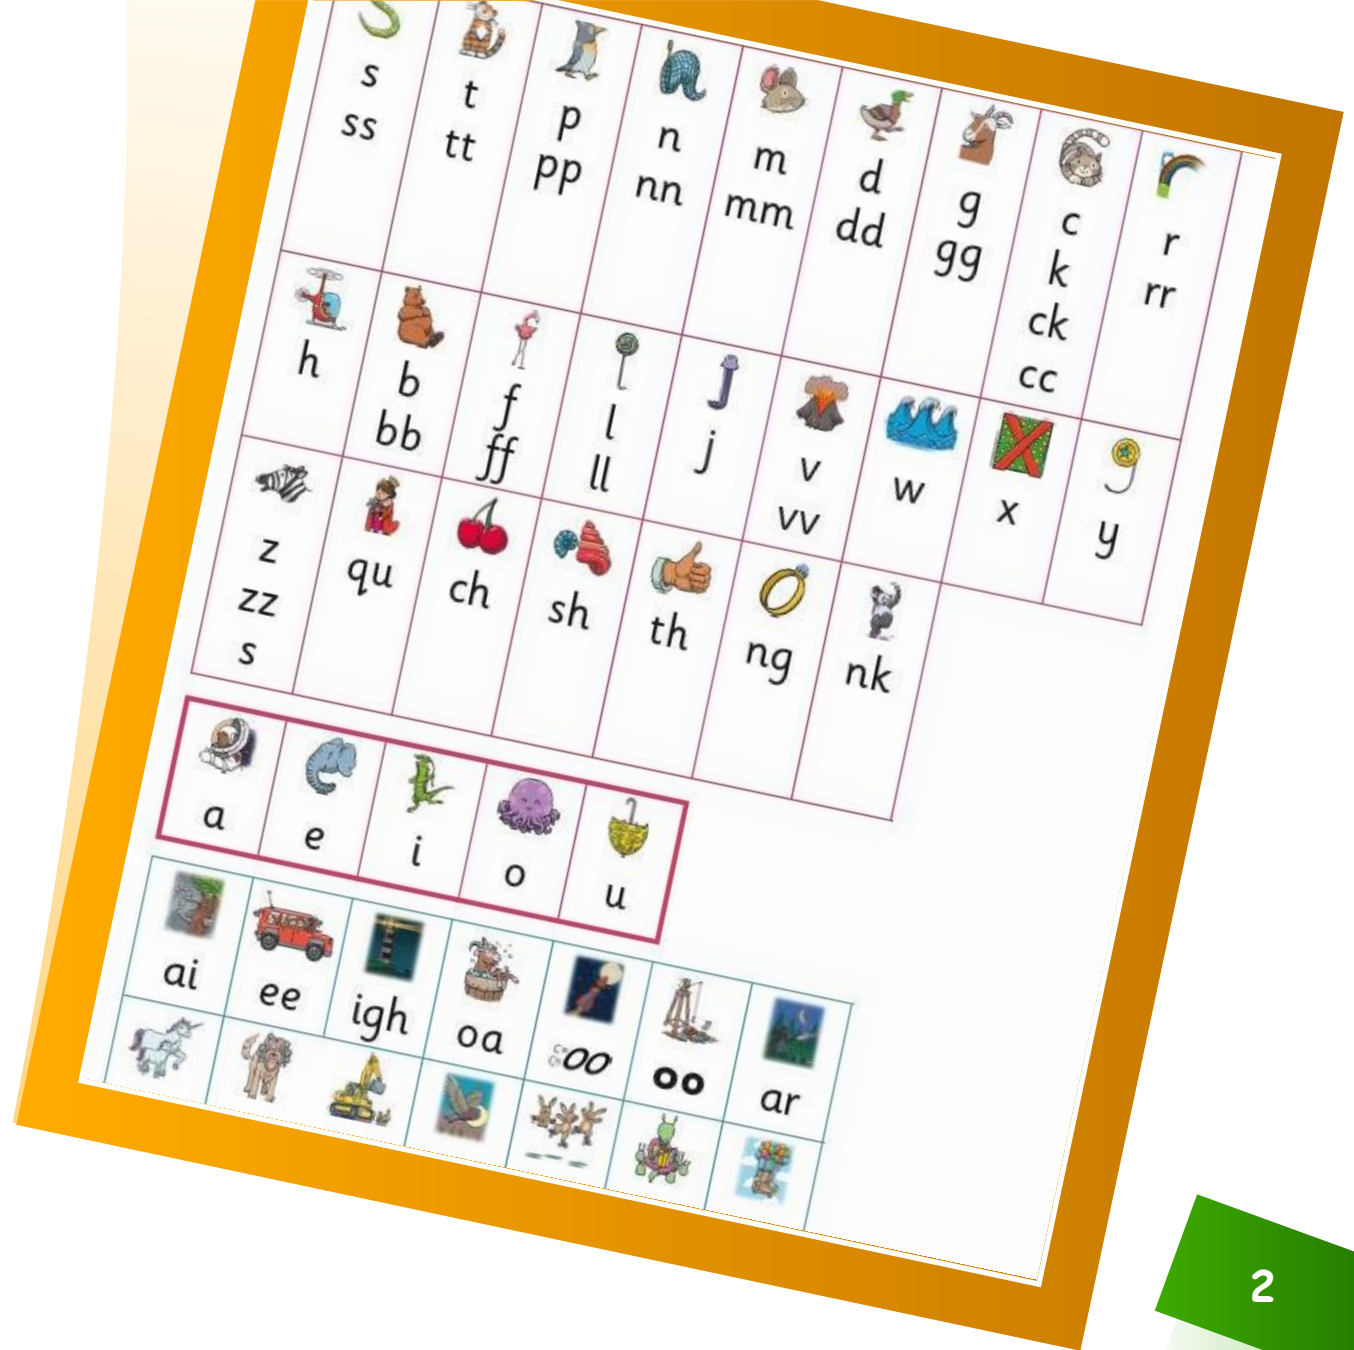 s t p n m d g c r
ss tt pp nn mm dd gg k rr
ck
cc
h b f l j v w x y
bb ff ll vv
z qu ch sh th ng nk
zz
s
a e i o u
ai ee igh oa oo oo ar
2